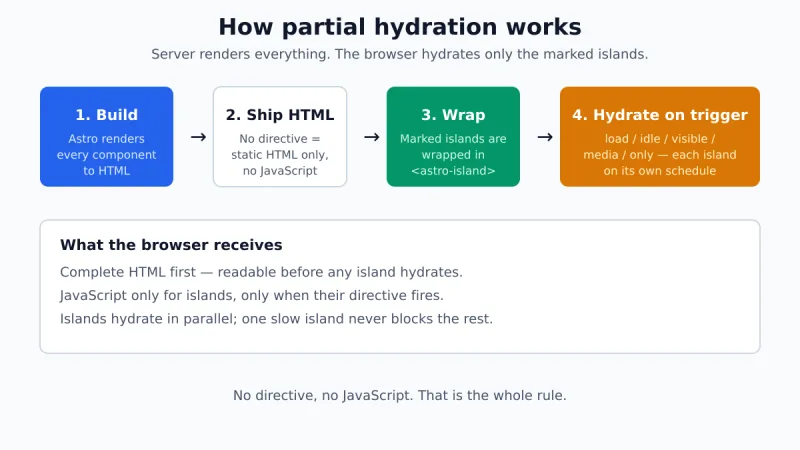 How partial hydration works
Server renders everything. The browser hydrates only the marked islands.
1. Build
Astro renders
every component
to HTML
→
2. Ship HTML
No directive =
static HTML only,
no JavaScript
→
3. Wrap
Marked islands are
wrapped in
<astro-island>
→
4. Hydrate on trigger
load / idle / visible /
media / only — each island
on its own schedule
What the browser receives
Complete HTML first — readable before any island hydrates.
JavaScript only for islands, only when their directive fires.
Islands hydrate in parallel; one slow island never blocks the rest.
No directive, no JavaScript. That is the whole rule.